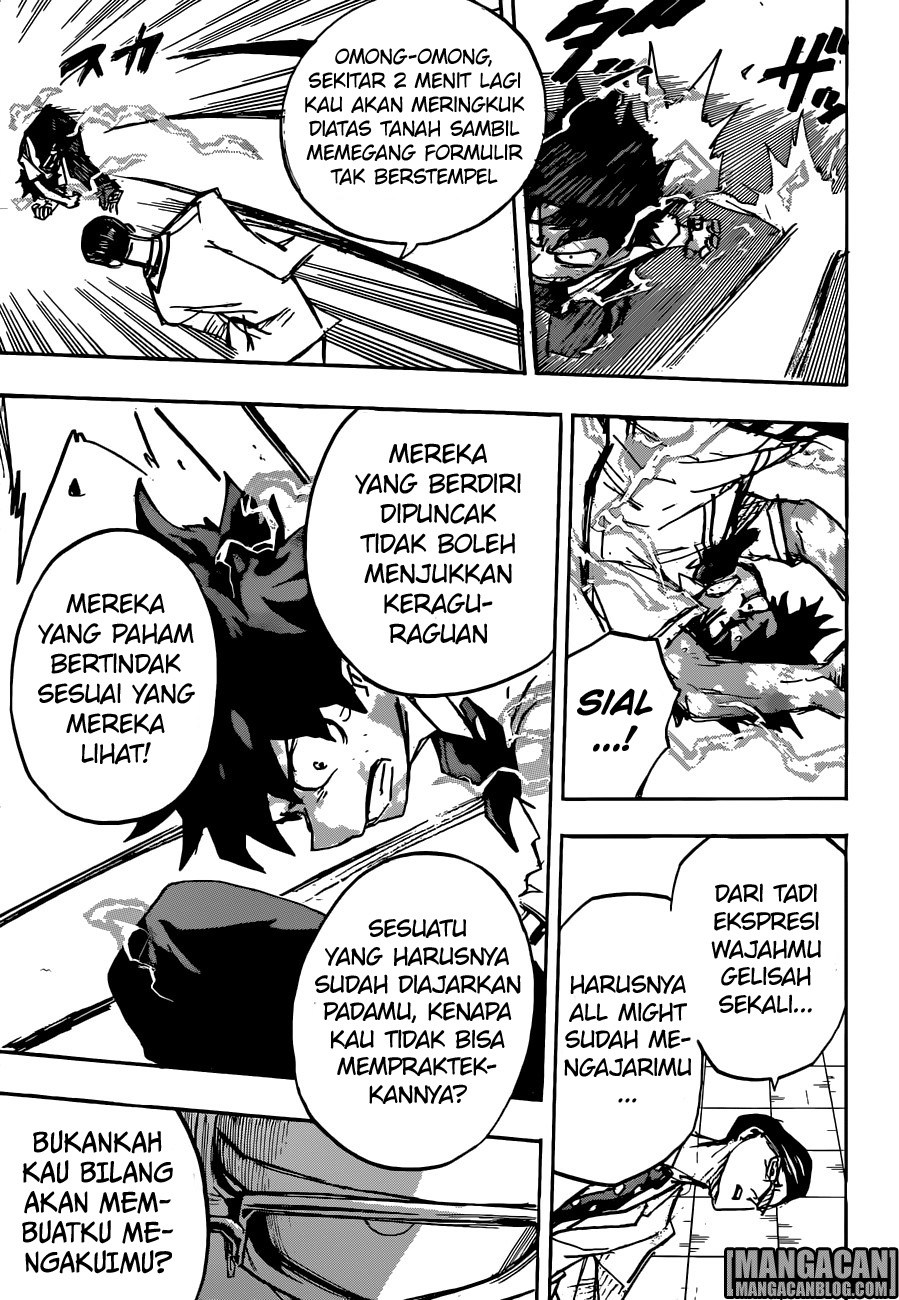 スカ
OMONG-OMONG,
SEKITAR 2 MENIT LAGI
KAU AKAN MERINGKUK
DIATAS TANAH SAMBIL
MEMEGANG FORMULIR
TAK BERSTEMPEL
SIAL
...!
MEREKA
YANG BERDIRI
DIPUNCAK
TIDAK BOLEH
MENJUKKAN
KERAGU-
RAGUAN
MEREKA
YANG PAHAM
BERTINDAK
SESUAI YANG
MEREKA
LIHAT!
DARI TADI
EKSPRESI
WAJAHMU
GELISAH
SEKALI...
HARUSNYA
ALL MIGHT
SUDAH ME-
NGAJARIMU
...
SESUATU
YANG HARUSNYA
SUDAH DIAJARKAN
PADAMU, KENAPA
KAU TIDAK BISA
MEMPRAKTEK-
KANNYA?
BUKANKAH
KAU BILANG
AKAN MEM-
BUATKU ME-
NGAKUIMU?
[MANGACAN]
MANGACANBLOG.COM